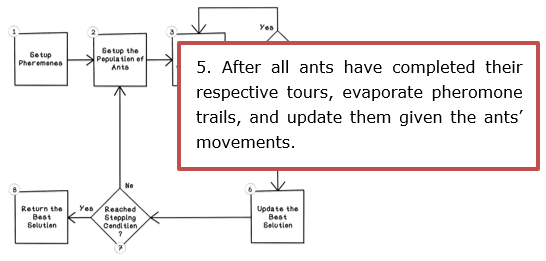 1
Setup
Pheromones
2
Setup the
Population of
Ants
3
Yes
5. After all ants have completed their
respective tours, evaporate pheromone
trails, and update them given the ants’
movements.
6
Update the
Best
Solution
7
Reached
Stopping
Condition
?
No
Yes
8
Return the
Best
Solution